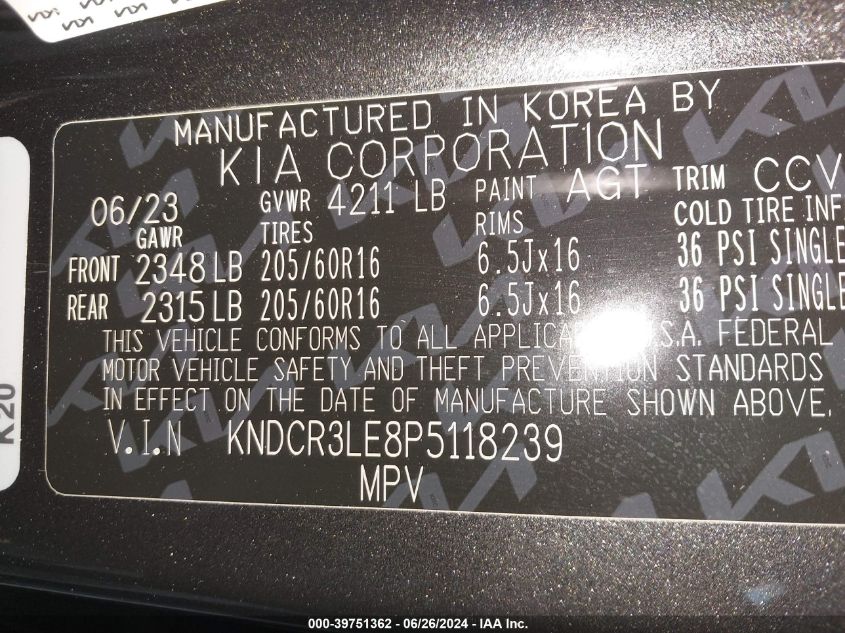 MANUFACTURED IN KOREA BY
KIA CORPORATION
06/23 GVWR 4211 LB PAINT AGT TRIM CCV
GAWR TIRES RIMS COLD TIRE INF
FRONT 2348 LB 205/60R16 6.5Jx16 36 PSI SINGLE
REAR 2315 LB 205/60R16 6.5Jx16 36 PSI SINGLE
THIS VEHICLE CONFORMS TO ALL S.A. FEDERAL
MOTOR VEHICLE SAFETY AND THEFT PREVENTION STANDARDS
IN EFFECT ON THE DATE OF MANUFACTURE SHOWN ABOVE.
V.I.N KNDCR3LE8P5118239
MPV
K20
000-39751362 - 06/26/2024 - IAA Inc.